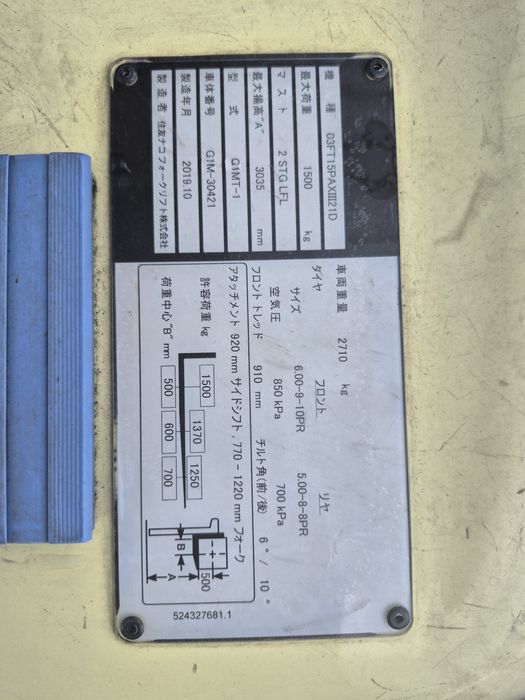 機種 03FT15PAXⅢ21D
最大荷重 1500 kg
マスト 2 STG LFL
最大揚高"A" 3035 mm
型式 G1MT-1
車体番号 G1M-30421
製造年月 2019.10
製造者 住友ナコ フォークリフト株式会社
車両重量 2710 kg
タイヤ フロント リヤ
サイズ 6.00-9-10PR 5.00-8-8PR
空気圧 850 kPa 700 kPa
フロントトレッド 910 mm チルト角(前/後) 6° / 10°
アタッチメント 920 mm サイドシフト , 770 - 1220 mm フォーク
許容荷重 kg 1500 1370 1250
荷重中心"B" mm 500 600 700
500
B
A
524327681.1